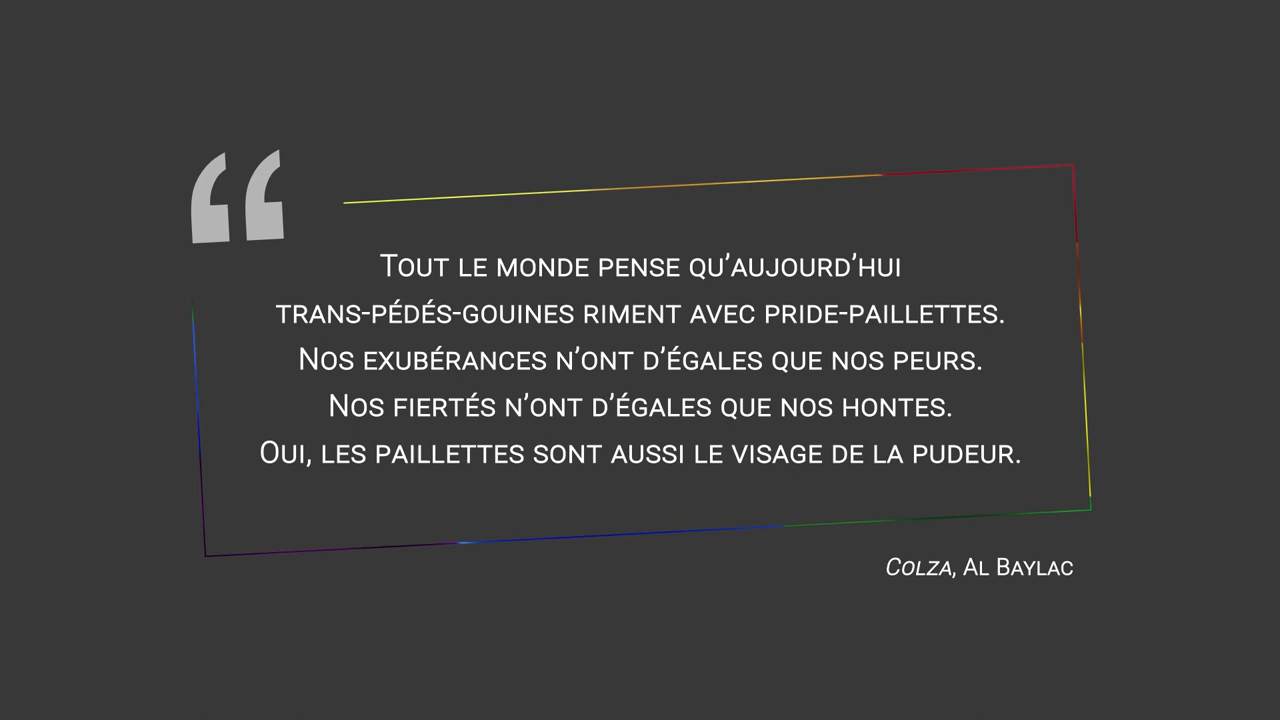 “
Tout le monde pense qu’aujourd’hui
trans-pédés-gouines riment avec pride-paillettes.
Nos exubérances n’ont d’égales que nos peurs.
Nos fiertés n’ont d’égales que nos hontes.
Oui, les paillettes sont aussi le visage de la pudeur.
Colza, Al Baylac